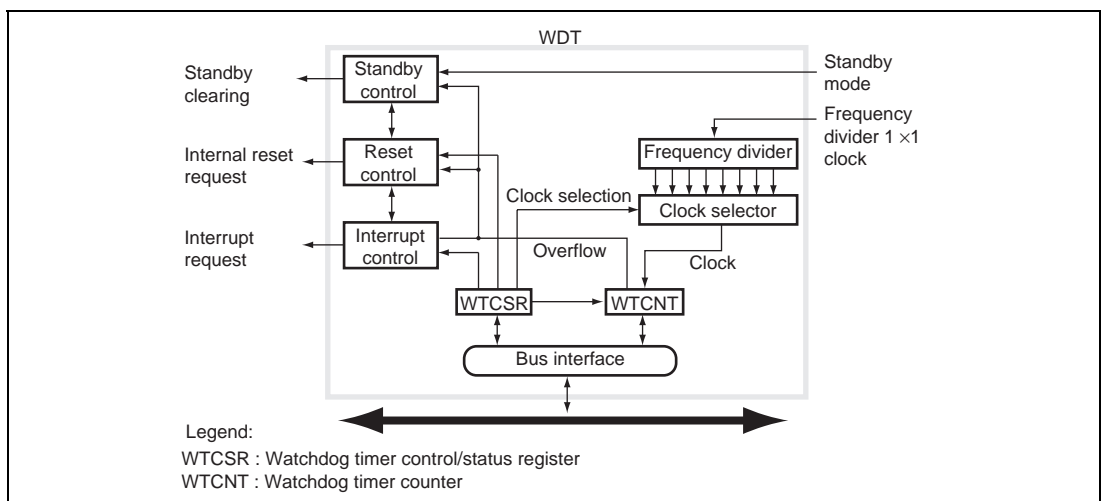 WDT
Standby
clearing
Standby
control
Standby
mode
Frequency
divider 1 ×1
clock
Internal reset
request
Reset
control
Frequency divider
Clock selection
Clock selector
Interrupt
request
Interrupt
control
Overflow
Clock
WTCSR
WTCNT
Bus interface
Legend:
WTCSR : Watchdog timer control/status register
WTCNT : Watchdog timer counter